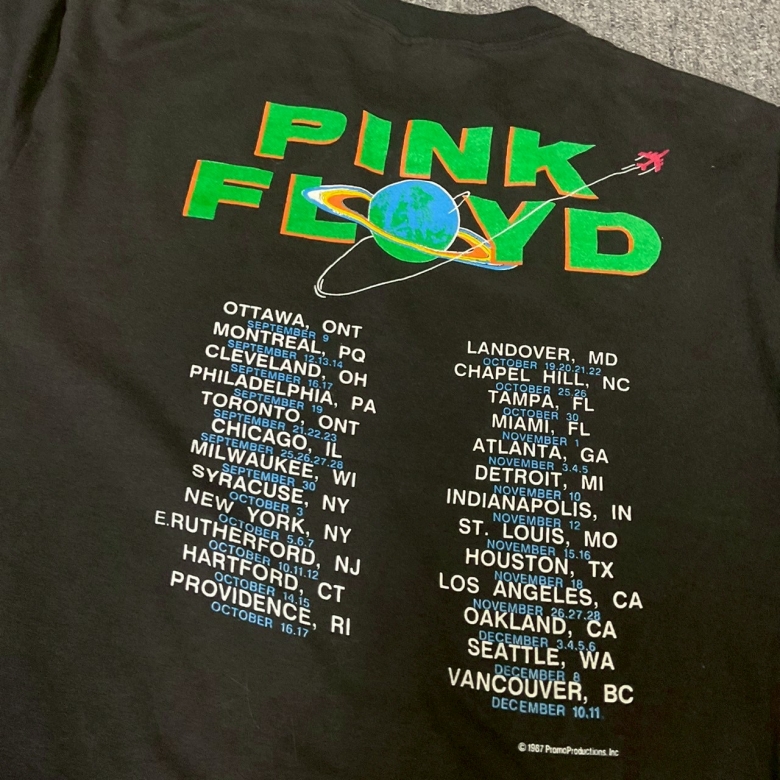 PINK
FLOYD
OTTAWA, ONT
SEPTEMBER 9
MONTREAL, PQ
SEPTEMBER 12.13.14
CLEVELAND, OH
SEPTEMBER 16.17
PHILADELPHIA, PA
SEPTEMBER 19
TORONTO, ONT
SEPTEMBER 21.22.23
CHICAGO, IL
SEPTEMBER 25.26.27.28
MILWAUKEE, WI
SEPTEMBER 30
SYRACUSE, NY
OCTOBER 3
NEW YORK, NY
OCTOBER 5.6.7
E.RUTHERFORD, NJ
OCTOBER 10.11.12
HARTFORD, CT
OCTOBER 14.15
PROVIDENCE, RI
OCTOBER 16.17
LANDOVER, MD
OCTOBER 19.20.21.22
CHAPEL HILL, NC
OCTOBER 25.26
TAMPA, FL
OCTOBER 30
MIAMI, FL
NOVEMBER 1
ATLANTA, GA
NOVEMBER 3.4.5
DETROIT, MI
NOVEMBER 10
INDIANAPOLIS, IN
NOVEMBER 12
ST. LOUIS, MO
NOVEMBER 15.16
HOUSTON, TX
NOVEMBER 18
LOS ANGELES, CA
NOVEMBER 26.27.28
OAKLAND, CA
DECEMBER 3.4.5.6
SEATTLE, WA
DECEMBER 8
VANCOUVER, BC
DECEMBER 10.11
© 1987 PromoProductions, Inc